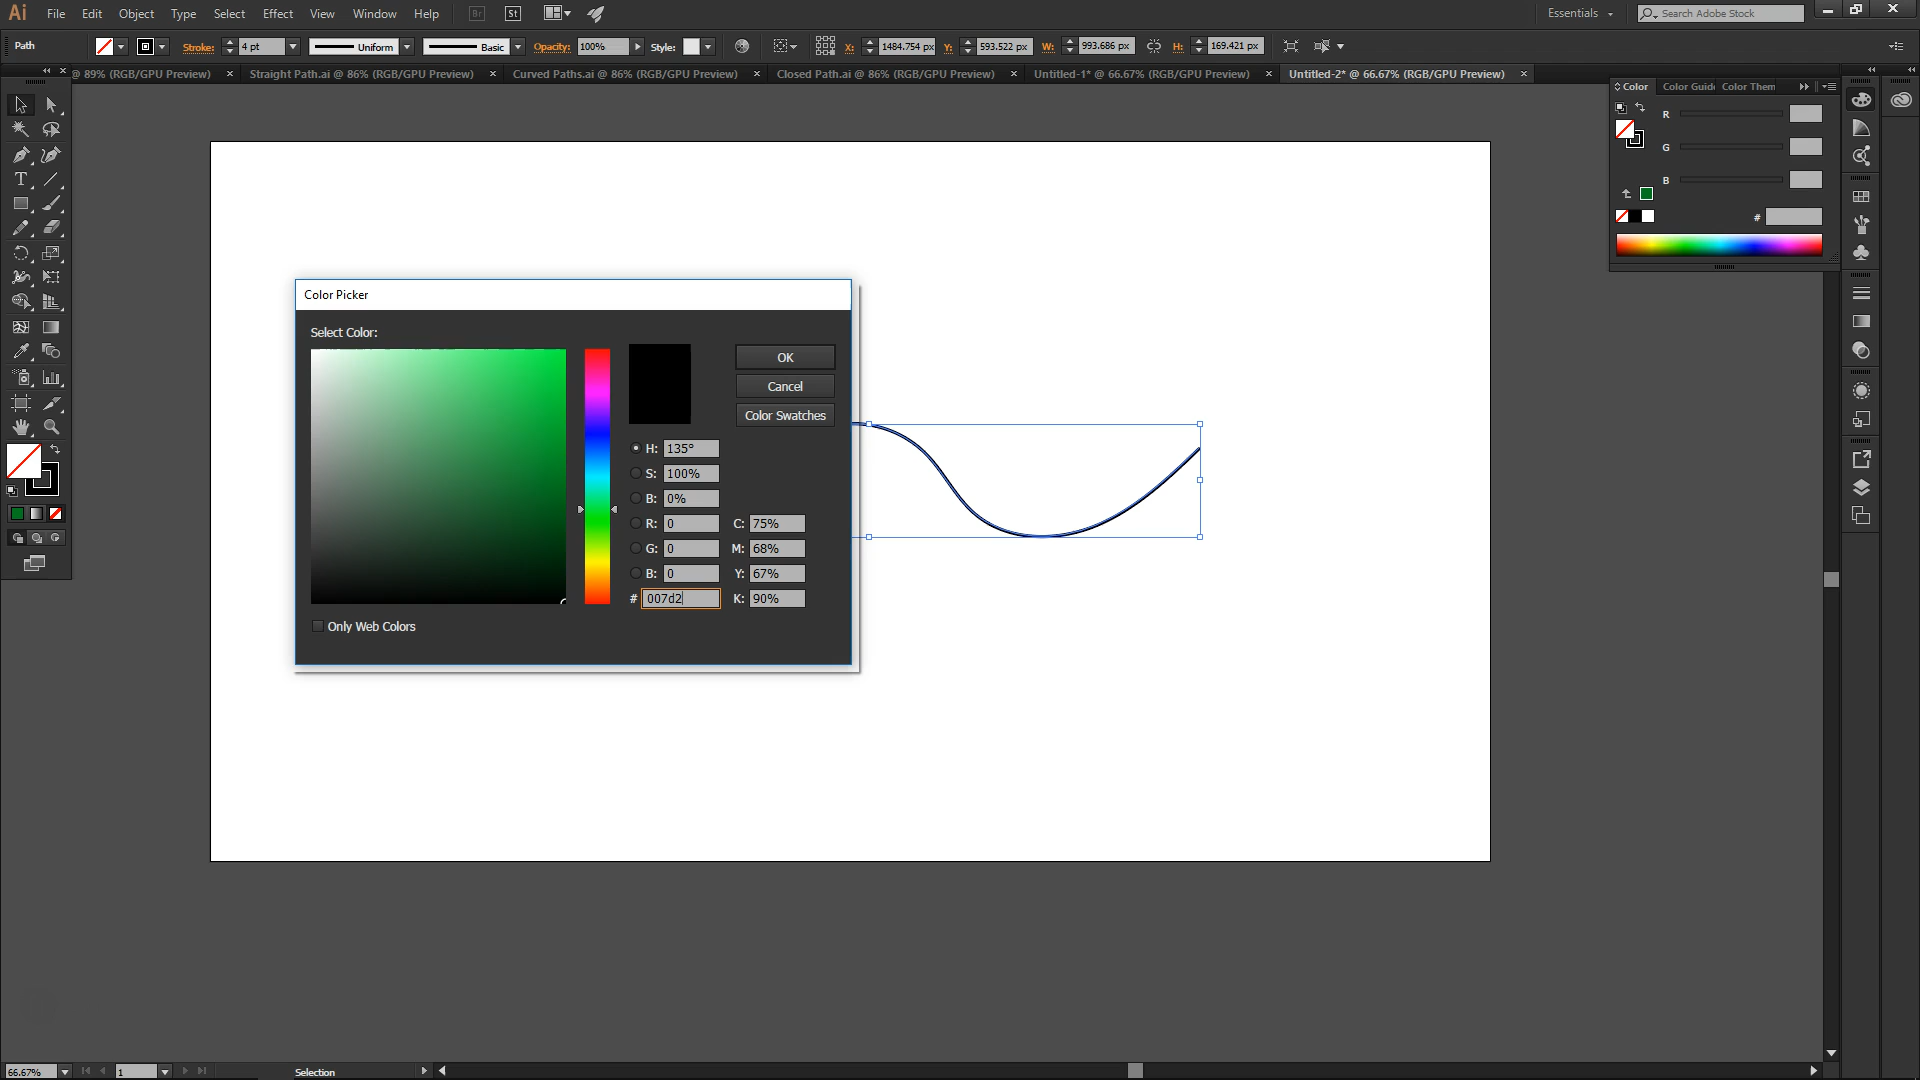 Ai File Edit Object Type Select Effect View Window Help Br St Essentials Search Adobe Stock
Path Stroke: 4 pt Uniform Basic Opacity: 100% Style: X: 1484.754 px Y: 593.522 px W: 993.686 px H: 169.421 px
@ 89% (RGB/GPU Preview) × Straight Path.ai @ 86% (RGB/GPU Preview) × Curved Paths.ai @ 86% (RGB/GPU Preview) × Closed Path.ai @ 86% (RGB/GPU Preview) × Untitled-1* @ 66.67% (RGB/GPU Preview) × Untitled-2* @ 66.67% (RGB/GPU Preview) ×
Color Color Guide Color Them
R
G
B
#
T
Color Picker
Select Color:
OK
Cancel
Color Swatches
H: 135°
S: 100%
B: 0%
R: 0 C: 75%
G: 0 M: 68%
B: 0 Y: 67%
# 007d2 K: 90%
Only Web Colors
66.67% 1 Selection